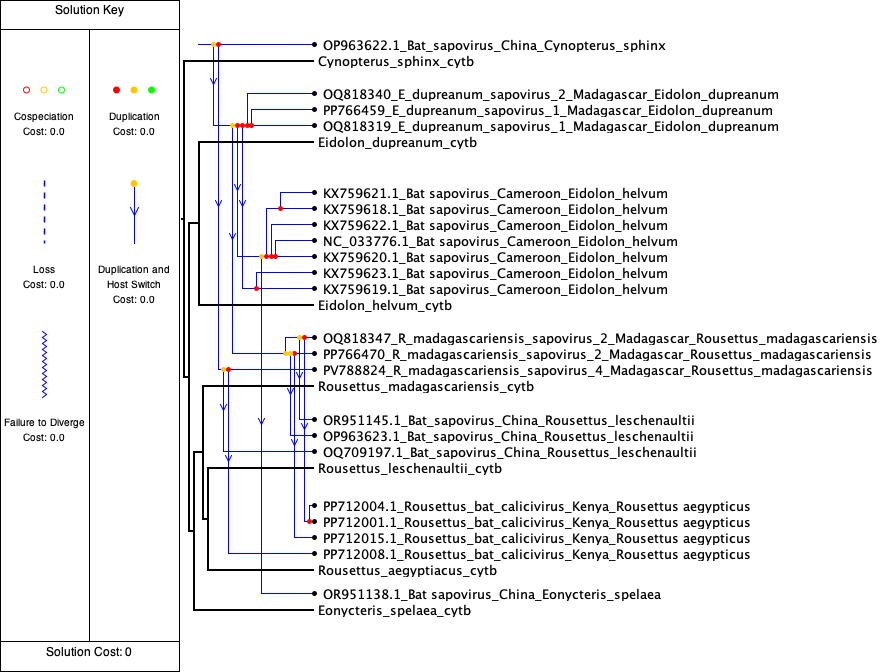 Solution Key
Cospeciation
Cost: 0.0
Duplication
Cost: 0.0
Loss
Cost: 0.0
Duplication and
Host Switch
Cost: 0.0
Failure to Diverge
Cost: 0.0
Solution Cost: 0
OP963622.1_Bat_sapovirus_China_Cynopterus_sphinx
Cynopterus_sphinx_cytb
OQ818340_E_dupreanum_sapovirus_2_Madagascar_Eidolon_dupreanum
PP766459_E_dupreanum_sapovirus_1_Madagascar_Eidolon_dupreanum
OQ818319_E_dupreanum_sapovirus_1_Madagascar_Eidolon_dupreanum
Eidolon_dupreanum_cytb
KX759621.1_Bat sapovirus_Cameroon_Eidolon_helvum
KX759618.1_Bat sapovirus_Cameroon_Eidolon_helvum
KX759622.1_Bat sapovirus_Cameroon_Eidolon_helvum
NC_033776.1_Bat sapovirus_Cameroon_Eidolon_helvum
KX759620.1_Bat sapovirus_Cameroon_Eidolon_helvum
KX759623.1_Bat sapovirus_Cameroon_Eidolon_helvum
KX759619.1_Bat sapovirus_Cameroon_Eidolon_helvum
Eidolon_helvum_cytb
OQ818347_R_madagascariensis_sapovirus_2_Madagascar_Rousettus_madagascariensis
PP766470_R_madagascariensis_sapovirus_2_Madagascar_Rousettus_madagascariensis
PV788824_R_madagascariensis_sapovirus_4_Madagascar_Rousettus_madagascariensis
Rousettus_madagascariensis_cytb
OR951145.1_Bat_sapovirus_China_Rousettus_leschenaultii
OP963623.1_Bat_sapovirus_China_Rousettus_leschenaultii
OQ709197.1_Bat_sapovirus_China_Rousettus_leschenaultii
Rousettus_leschenaultii_cytb
PP712004.1_Rousettus_bat_calicivirus_Kenya_Rousettus aegypticus
PP712001.1_Rousettus_bat_calicivirus_Kenya_Rousettus aegypticus
PP712015.1_Rousettus_bat_calicivirus_Kenya_Rousettus aegypticus
PP712008.1_Rousettus_bat_calicivirus_Kenya_Rousettus aegypticus
Rousettus_aegyptiacus_cytb
OR951138.1_Bat sapovirus_China_Eonycteris_spelaea
Eonycteris_spelaea_cytb